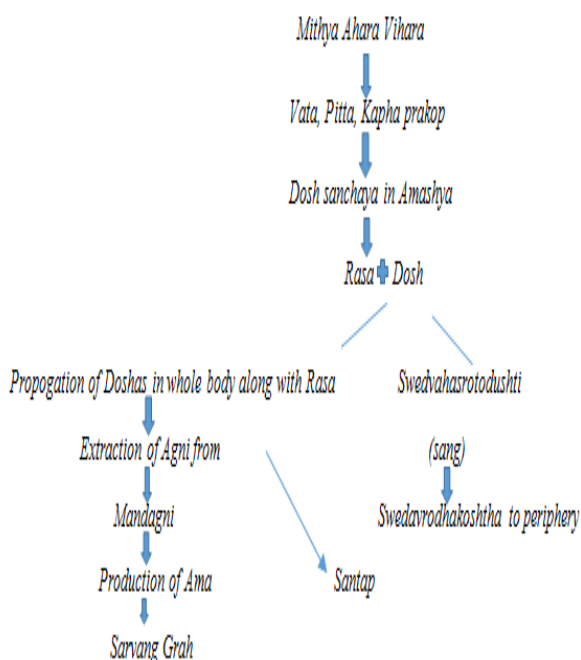 Mithya Ahara Vihara
Vata, Pitta, Kapha prakop
Dosh sanchaya in Amashya
Rasa Dosh
Propogation of Doshas in whole body along with Rasa
Swedvahasrotodushti
Extraction of Agni from
(sang)
Mandagni
Swedavrodhakoshtha to periphery
Production of Ama
Santap
Sarvang Grah